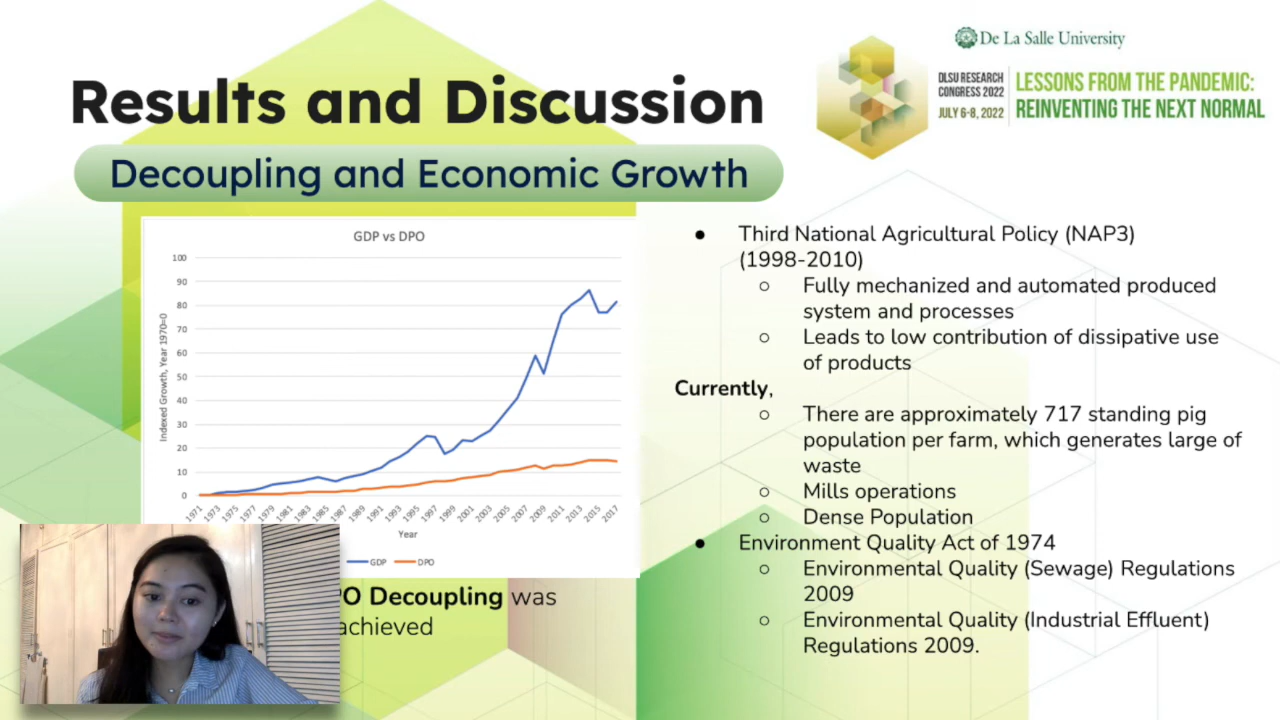 De La Salle University
DLSU RESEARCH
CONGRESS 2022
JULY 6-8, 2022
LESSONS FROM THE PANDEMIC:
REINVENTING THE NEXT NORMAL
Results and Discussion
Decoupling and Economic Growth
GDP vs DPO
100
90
80
70
60
50
40
30
20
10
0
Indexed Growth, Year 1970=0
1971
1973
1975
1977
1979
1981
1983
1985
1987
1989
1991
1993
1995
1997
1999
2001
2003
2005
2007
2009
2011
2013
2015
2017
Year
GDP
DPO
PO Decoupling was
achieved
● Third National Agricultural Policy (NAP3)
(1998-2010)
○ Fully mechanized and automated produced
system and processes
○ Leads to low contribution of dissipative use
of products
Currently,
○ There are approximately 717 standing pig
population per farm, which generates large of
waste
○ Mills operations
○ Dense Population
● Environment Quality Act of 1974
○ Environmental Quality (Sewage) Regulations
2009
○ Environmental Quality (Industrial Effluent)
Regulations 2009.